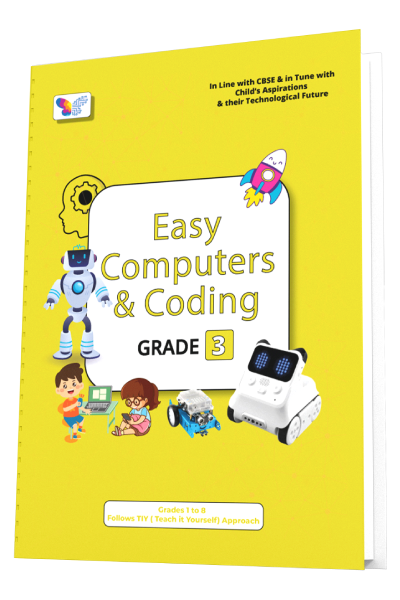 In Line with CBSE & in Tune with
Child's Aspirations
& their Technological Future
Easy
Computers
& Coding
GRADE 3
Grades 1 to 8
Follows TIY [ Teach it Yourself) Approach